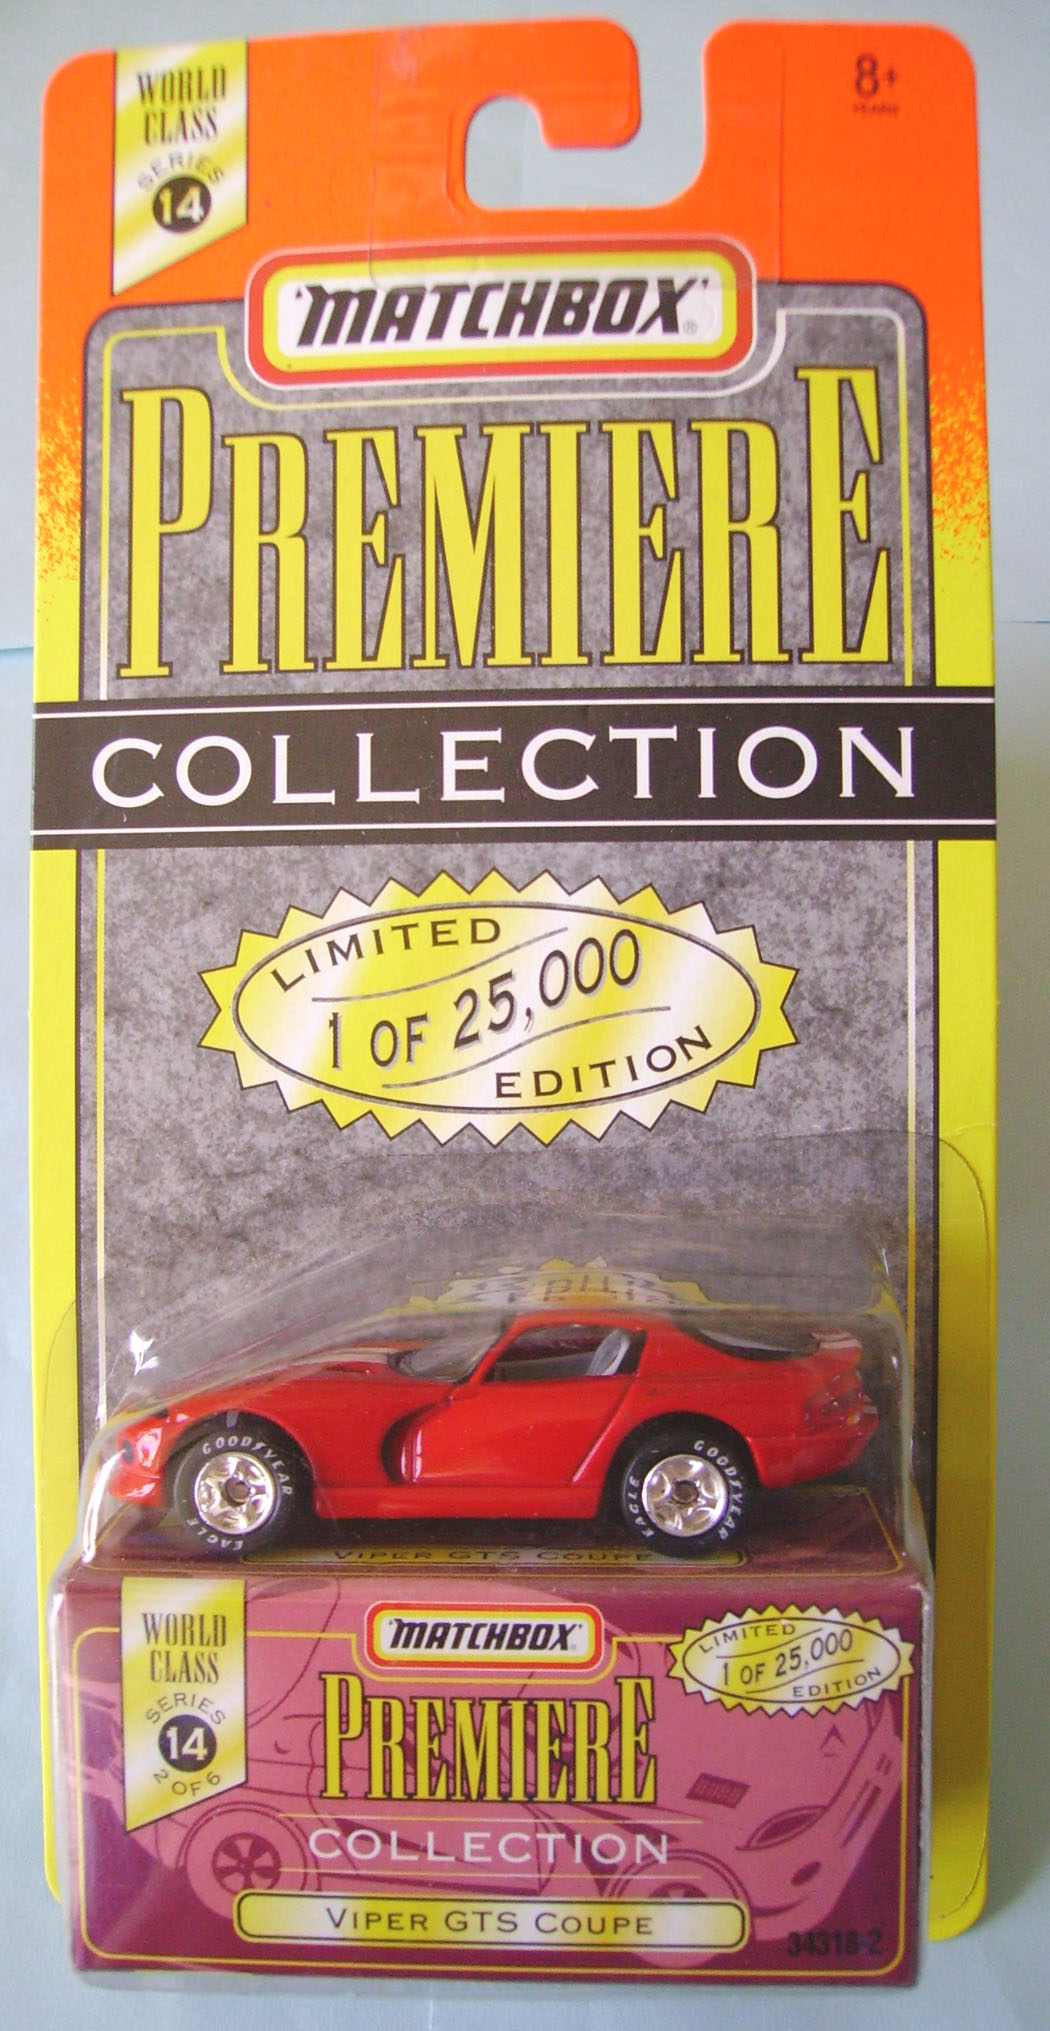 WORLD
CLASS
SERIES
14
8+
YEARS
'MATCHBOX'®
PREMIERE
COLLECTION
LIMITED
1 OF 25,000
EDITION
GOODYEAR
EAGLE
GOODYEAR
EAGLE
VIPER GTS COUPE
WORLD
CLASS
SERIES
14
2 OF 6
'MATCHBOX'
PREMIERE
COLLECTION
LIMITED
1 OF 25,000
EDITION
VIPER GTS COUPE
34318-2